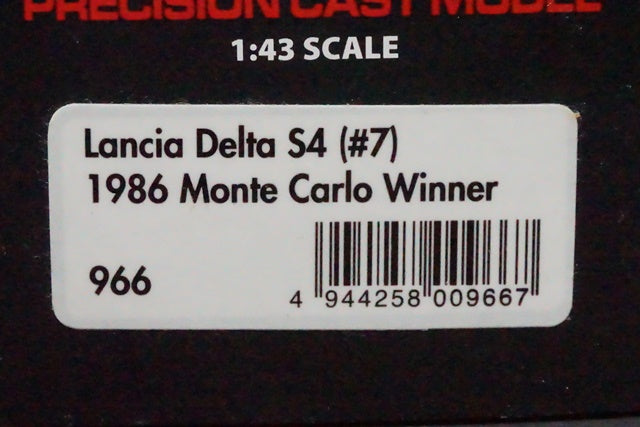 PRECISION CAST MODEL
1:43 SCALE
Lancia Delta S4 (#7)
1986 Monte Carlo Winner
966
4 944258 009667